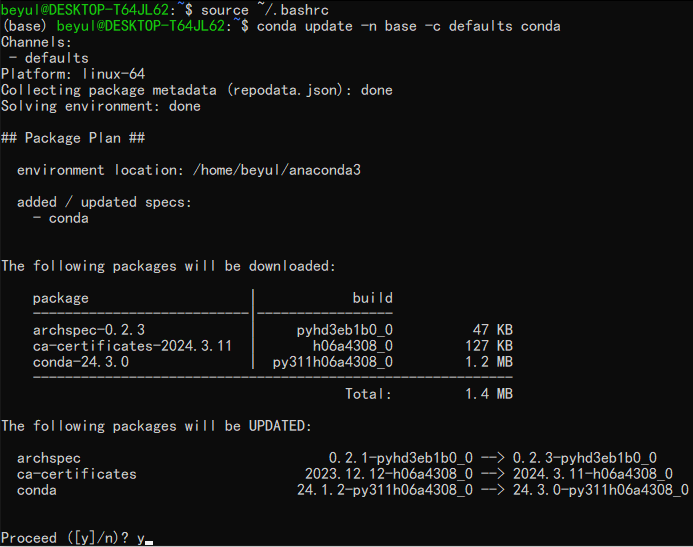 beyul@DESKTOP-T64JL62:~$ source ~/.bashrc
(base) beyul@DESKTOP-T64JL62:~$ conda update -n base -c defaults conda
Channels:
 - defaults
Platform: linux-64
Collecting package metadata (repodata.json): done
Solving environment: done
## Package Plan ##
  environment location: /home/beyul/anaconda3
  added / updated specs:
    - conda
The following packages will be downloaded:
    package                    |            build
    ---------------------------|-----------------
    archspec-0.2.3             |     pyhd3eb1b0_0          47 KB
    ca-certificates-2024.3.11  |       h06a4308_0         127 KB
    conda-24.3.0               |  py311h06a4308_0         1.2 MB
    ------------------------------------------------------------
                                           Total:         1.4 MB
The following packages will be UPDATED:
  archspec                               0.2.1-pyhd3eb1b0_0 --> 0.2.3-pyhd3eb1b0_0
  ca-certificates                     2023.12.12-h06a4308_0 --> 2024.3.11-h06a4308_0
  conda                              24.1.2-py311h06a4308_0 --> 24.3.0-py311h06a4308_0
Proceed ([y]/n)? y